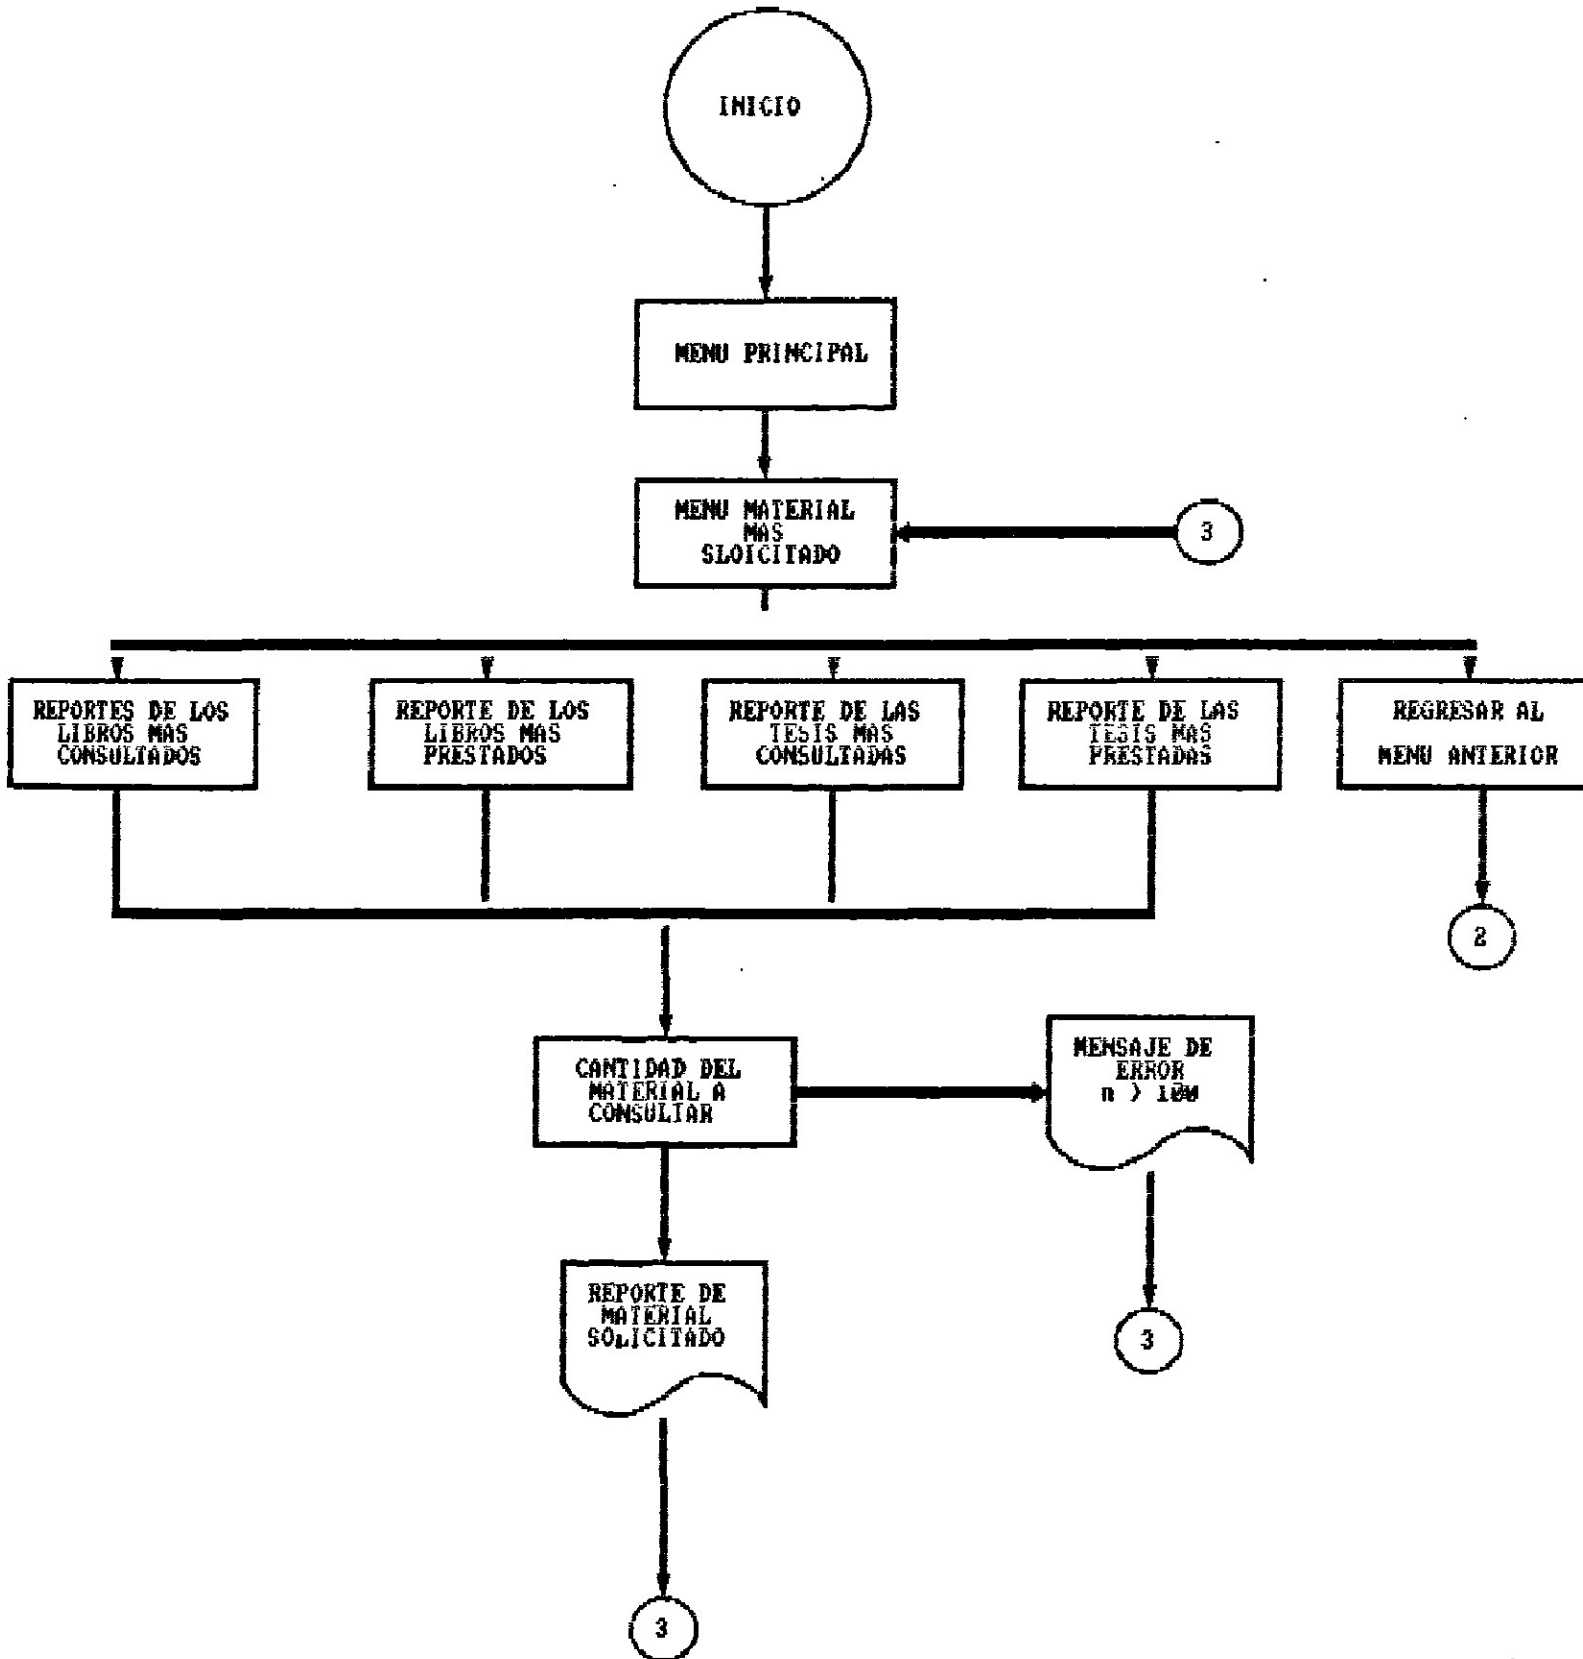 INICIO
MENU PRINCIPAL
MENU MATERIAL
MAS
SLOICITADO
3
REPORTES DE LOS
LIBROS MAS
CONSULTADOS
REPORTE DE LOS
LIBROS MAS
PRESTADOS
REPORTE DE LAS
TESIS MAS
CONSULTADAS
REPORTE DE LAS
TESIS MAS
PRESTADAS
REGRESAR AL
MENU ANTERIOR
2
CANTIDAD DEL
MATERIAL A
CONSULTAR
MENSAJE DE
ERROR
n > 100
REPORTE DE
MATERIAL
SOLICITADO
3
3